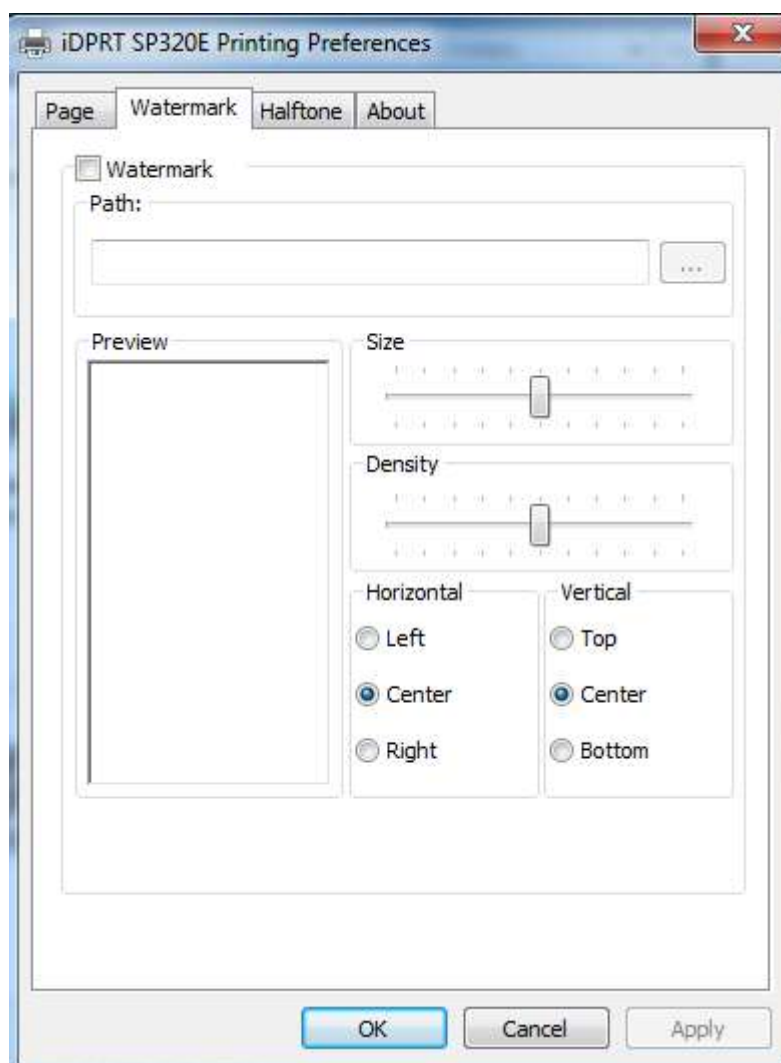 iDPRT SP320E Printing Preferences
Page Watermark Halftone About
Watermark
Path:
...
Preview
Size
Density
Horizontal
Vertical
Left
Top
Center
Center
Right
Bottom
OK Cancel Apply